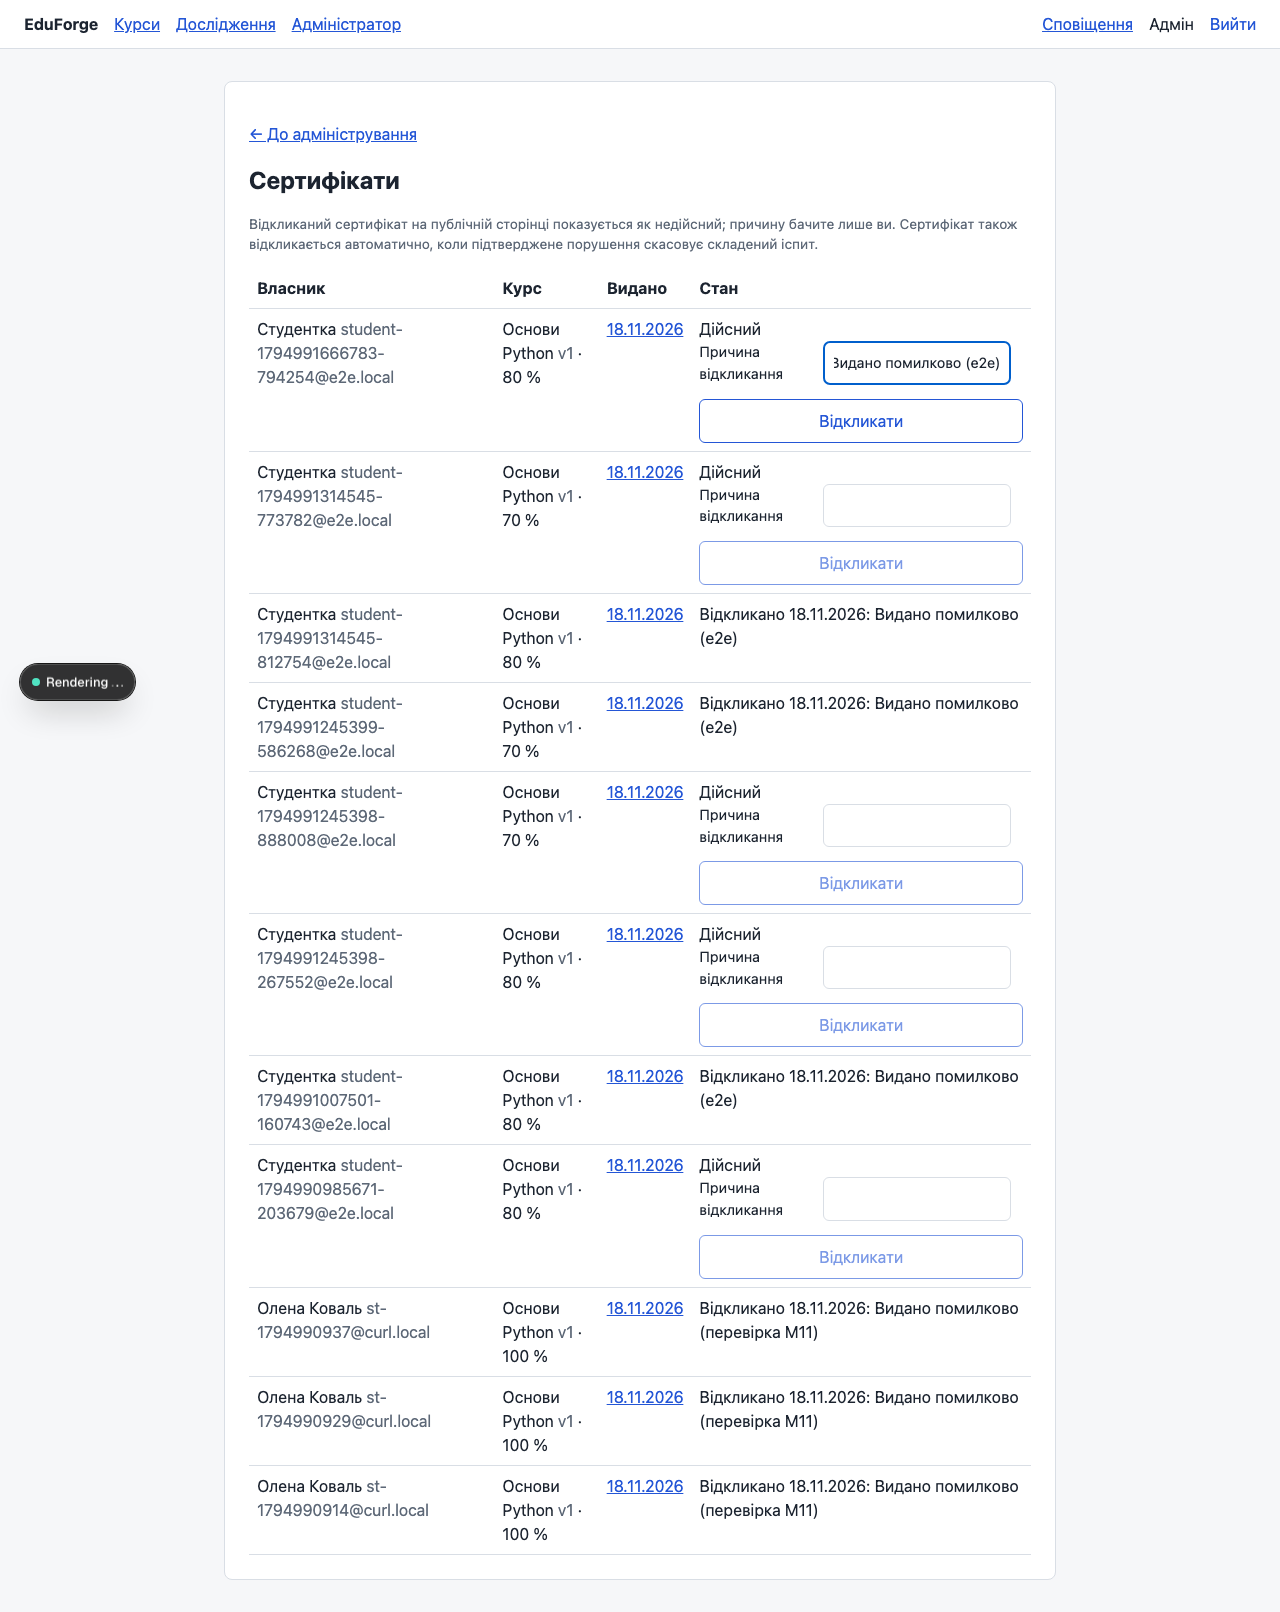 EduForge Курси Дослідження Адміністратор Сповіщення Адмін Вийти
← До адміністрування
Сертифікати
Відкликаний сертифікат на публічній сторінці показується як недійсний; причину бачите лише ви. Сертифікат також
відкликається автоматично, коли підтверджене порушення скасовує складений іспит.
Власник Курс Видано Стан
Студентка student-
1794991666783-
794254@e2e.local
Основи
Python v1 ·
80 %
18.11.2026
Дійсний
Причина
відкликання
Видано помилково (e2e)
Відкликати
Студентка student-
1794991314545-
773782@e2e.local
Основи
Python v1 ·
70 %
18.11.2026
Дійсний
Причина
відкликання
Відкликати
Студентка student-
1794991314545-
812754@e2e.local
Основи
Python v1 ·
80 %
18.11.2026
Відкликано 18.11.2026: Видано помилково
(e2e)
Rendering ...
Студентка student-
1794991245399-
586268@e2e.local
Основи
Python v1 ·
70 %
18.11.2026
Відкликано 18.11.2026: Видано помилково
(e2e)
Студентка student-
1794991245398-
888008@e2e.local
Основи
Python v1 ·
70 %
18.11.2026
Дійсний
Причина
відкликання
Відкликати
Студентка student-
1794991245398-
267552@e2e.local
Основи
Python v1 ·
80 %
18.11.2026
Дійсний
Причина
відкликання
Відкликати
Студентка student-
1794991007501-
160743@e2e.local
Основи
Python v1 ·
80 %
18.11.2026
Відкликано 18.11.2026: Видано помилково
(e2e)
Студентка student-
1794990985671-
203679@e2e.local
Основи
Python v1 ·
80 %
18.11.2026
Дійсний
Причина
відкликання
Відкликати
Олена Коваль st-
1794990937@curl.local
Основи
Python v1 ·
100 %
18.11.2026
Відкликано 18.11.2026: Видано помилково
(перевірка M11)
Олена Коваль st-
1794990929@curl.local
Основи
Python v1 ·
100 %
18.11.2026
Відкликано 18.11.2026: Видано помилково
(перевірка M11)
Олена Коваль st-
1794990914@curl.local
Основи
Python v1 ·
100 %
18.11.2026
Відкликано 18.11.2026: Видано помилково
(перевірка M11)